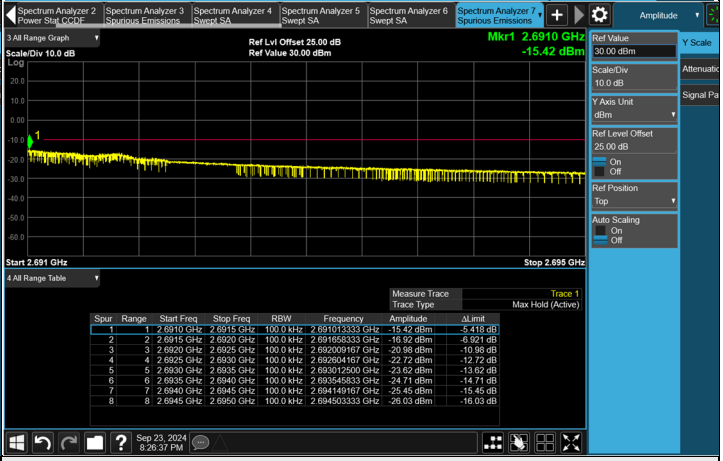 Spectrum Analyzer 2
Power Stat CCDF
Spectrum Analyzer 3
Spurious Emissions
Spectrum Analyzer 4
Swept SA
Spectrum Analyzer 5
Swept SA
Spectrum Analyzer 6
Swept SA
Spectrum Analyzer 7
Spurious Emissions
Amplitude
3 All Range Graph
Ref Lvl Offset 25.00 dB
Mkr1 2.6910 GHz
Scale/Div 10.0 dB
Ref Value 30.00 dBm
-15.42 dBm
Log
20.0
10.0
0.00
-10.0
1
-20.0
-30.0
-40.0
-50.0
-60.0
Start 2.691 GHz
Stop 2.695 GHz
Ref Value
30.00 dBm
Scale/Div
10.0 dB
Y Axis Unit
dBm
Ref Level Offset
25.00 dB
On
Off
Ref Position
Top
Auto Scaling
On
Off
Y Scale
Attenuatio
Signal Pa
4 All Range Table
Measure Trace Trace 1
Trace Type Max Hold (Active)
Spur Range Start Freq Stop Freq RBW Frequency Amplitude ΔLimit
1 1 2.6910 GHz 2.6915 GHz 100.0 kHz 2.691013333 GHz -15.42 dBm -5.418 dB
2 2 2.6915 GHz 2.6920 GHz 100.0 kHz 2.691658333 GHz -16.92 dBm -6.921 dB
3 3 2.6920 GHz 2.6925 GHz 100.0 kHz 2.692009167 GHz -20.98 dBm -10.98 dB
4 4 2.6925 GHz 2.6930 GHz 100.0 kHz 2.692604167 GHz -22.72 dBm -12.72 dB
5 5 2.6930 GHz 2.6935 GHz 100.0 kHz 2.693012500 GHz -23.62 dBm -13.62 dB
6 6 2.6935 GHz 2.6940 GHz 100.0 kHz 2.693545833 GHz -24.71 dBm -14.71 dB
7 7 2.6940 GHz 2.6945 GHz 100.0 kHz 2.694149167 GHz -25.45 dBm -15.45 dB
8 8 2.6945 GHz 2.6950 GHz 100.0 kHz 2.694503333 GHz -26.03 dBm -16.03 dB
?
Sep 23, 2024
8:26:37 PM